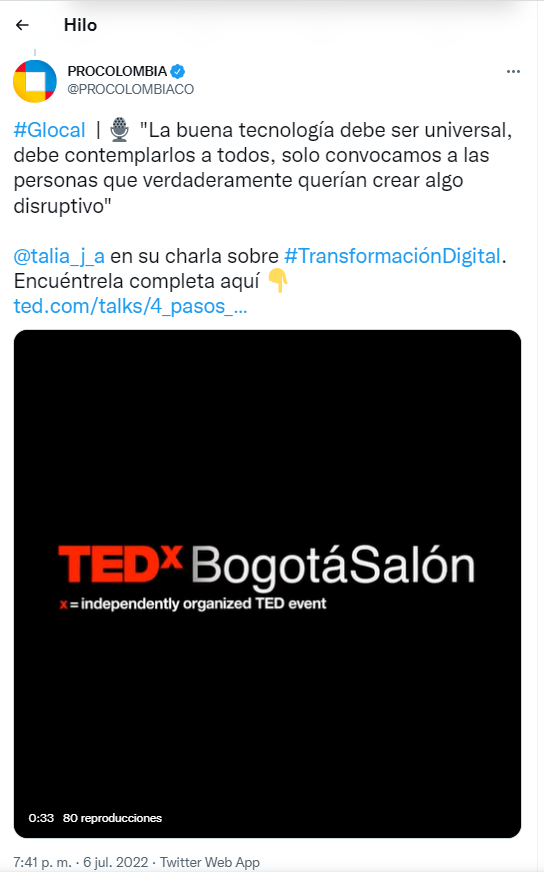 Hilo
PROCOLOMBIA
@PROCOLOMBIACO
#Glocal | 🎙 "La buena tecnología debe ser universal,
debe contemplarlos a todos, solo convocamos a las
personas que verdaderamente querían crear algo
disruptivo"
@talia_j_a en su charla sobre #TransformaciónDigital.
Encuéntrela completa aquí 👇
ted.com/talks/4_pasos_...
TEDx BogotáSalón
x = independently organized TED event
0:33 80 reproducciones
7:41 p. m. · 6 jul. 2022 · Twitter Web App